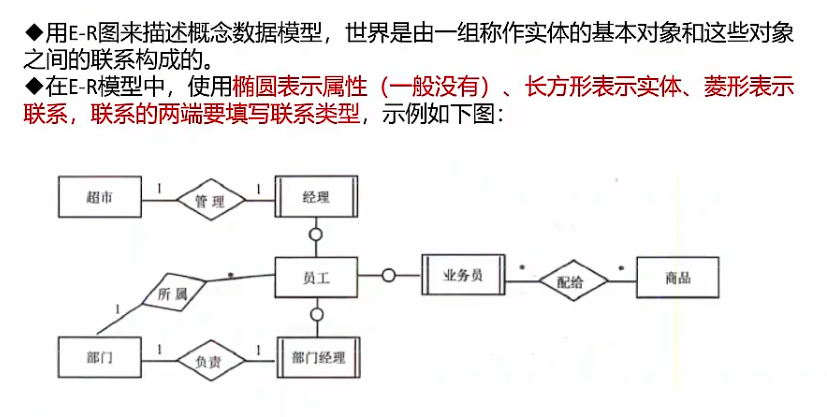 ◆用E-R图来描述概念数据模型，世界是由一组称作实体的基本对象和这些对象
之间的联系构成的。
◆在E-R模型中，使用椭圆表示属性（一般没有）、长方形表示实体、菱形表示
联系，联系的两端要填写联系类型，示例如下图：
超市 1 管理 1 经理
员工 业务员 * 配给 * 商品
1 所属 *
部门 1 负责 1 部门经理